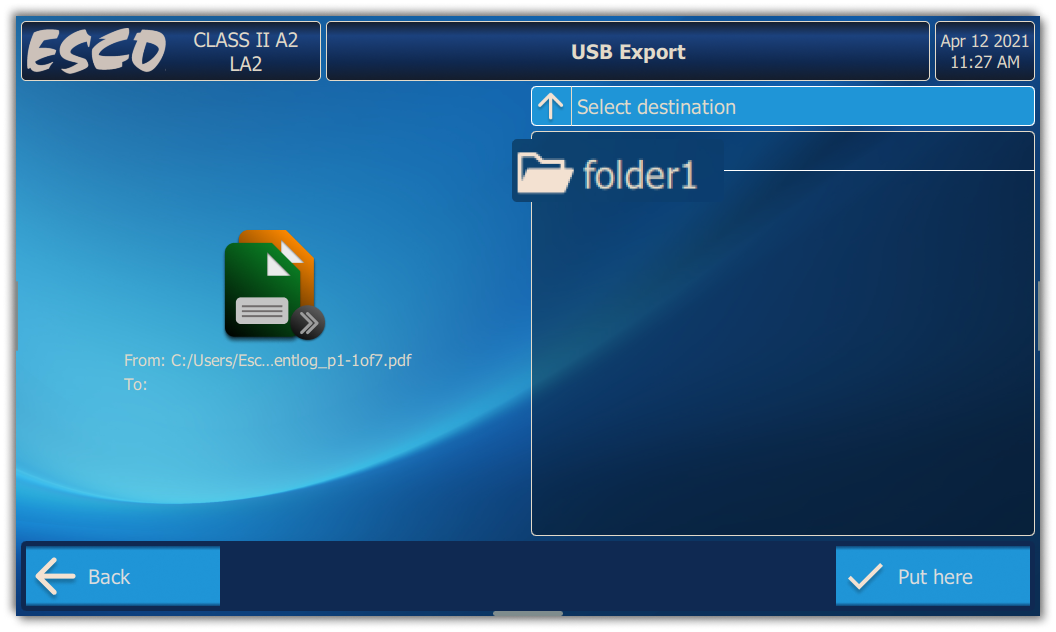 ESCO
CLASS II A2
LA2
USB Export
Apr 12 2021
11:27 AM
Select destination
folder1
From: C:/Users/Esc...entlog_p1-1of7.pdf
To:
Back
Put here